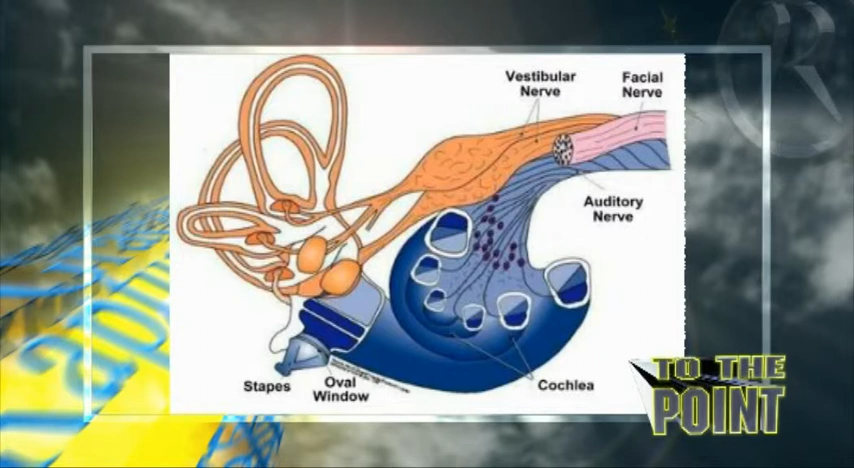 Vestibular
Nerve
Facial
Nerve
Auditory
Nerve
Stapes
Oval
Window
Cochlea
TO THE
POINT